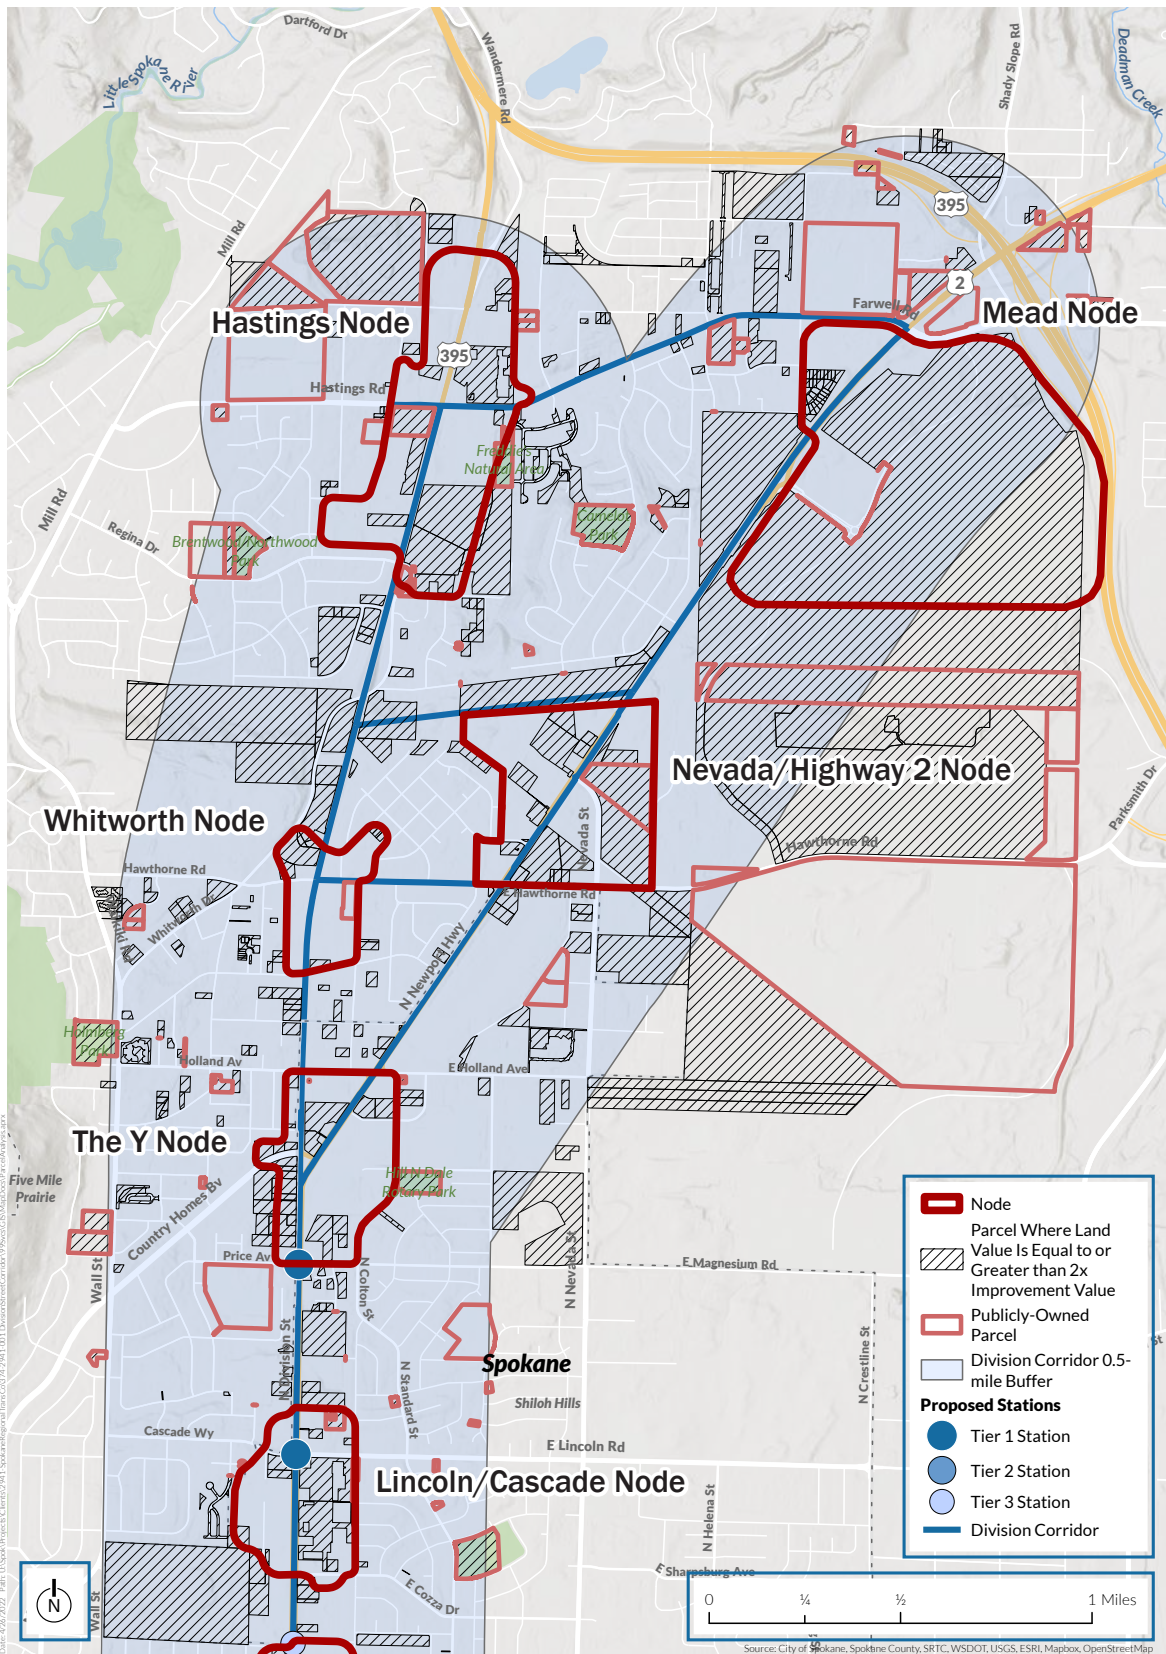 Dartford Dr
Wandermere Rd
Shady Slope Rd
Deadman Creek
Little Spokane River
395
Mill Rd
2
Farwell Rd
Mead Node
Hastings Node
395
Hastings Rd
Freddie's
Natural Area
Mill Rd
Camelot
Park
Regina Dr
Brentwood/Northwood
Park
Nevada/Highway 2 Node
Parksmith Dr
Whitworth Node
Nevada St
Hawthorne Rd
Hawthorne Rd
E Hawthorne Rd
Whitworth Dr
N Newport Hwy
Holmberg
Park
Holland Av
E Holland Ave
The Y Node
Hill N Dale
Rotary Park
Five Mile
Prairie
Country Homes Bv
Price Av
Wall St
N Colton St
N Nevada St
E Magnesium Rd
N Division St
N Crestline St
Spokane
N Standard St
Shiloh Hills
Cascade Wy
E Lincoln Rd
Lincoln/Cascade Node
N Helena St
E Sharpsburg Ave
E Cozza Dr
Wall St
St
Node
Parcel Where Land
Value Is Equal to or
Greater than 2x
Improvement Value
Publicly-Owned
Parcel
Division Corridor 0.5-
mile Buffer
Proposed Stations
Tier 1 Station
Tier 2 Station
Tier 3 Station
Division Corridor
N
0 ¼ ½ 1 Miles
Source: City of Spokane, Spokane County, SRTC, WSDOT, USGS, ESRI, Mapbox, OpenStreetMap